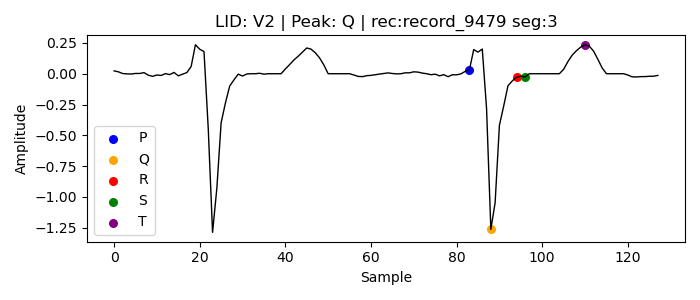 LID: V2 | Peak: Q | rec:record_9479 seg:3
Amplitude
0.25
0.00
−0.25
−0.50
−0.75
−1.00
−1.25
P
Q
R
S
T
0 20 40 60 80 100 120
Sample